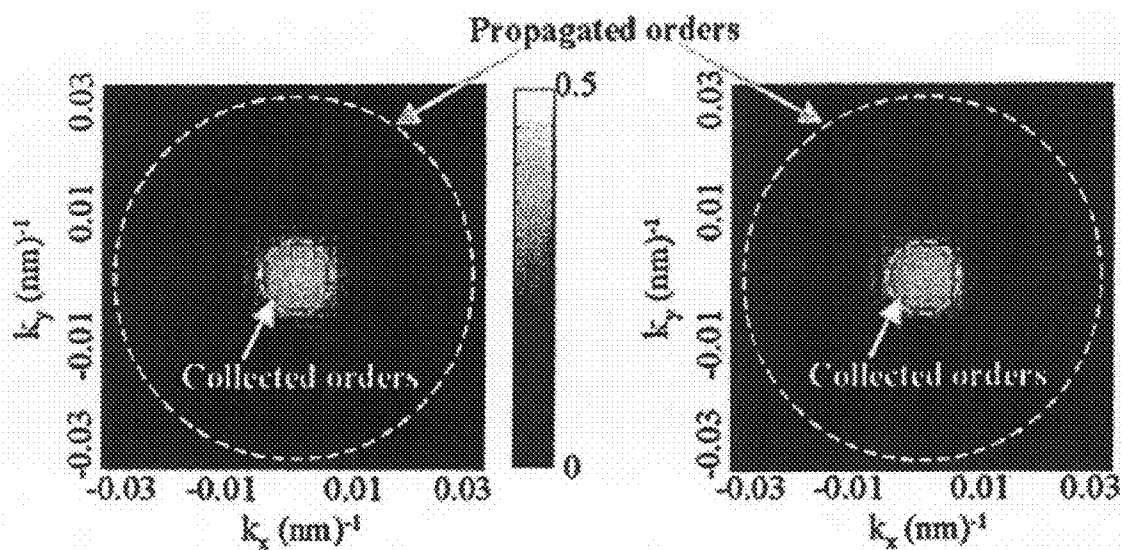 Propagated orders
0.5
0
0.03
0.01
-0.01
-0.03
k_y (nm)^-1
Collected orders
-0.03 -0.01 0.01 0.03
k_x (nm)^-1
0.03
0.01
-0.01
-0.03
k_y (nm)^-1
Collected orders
-0.03 -0.01 0.01 0.03
k_x (nm)^-1